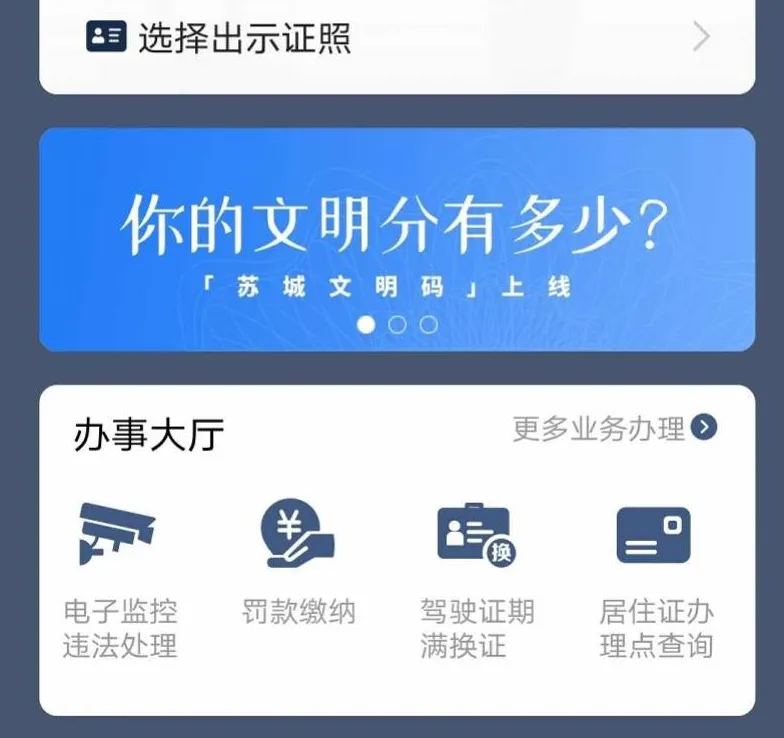 选择出示证照
你的文明分有多少?
「苏城文明码」上线
办事大厅
更多业务办理
¥
换
电子监控
违法处理
罚款缴纳
驾驶证期
满换证
居住证办
理点查询